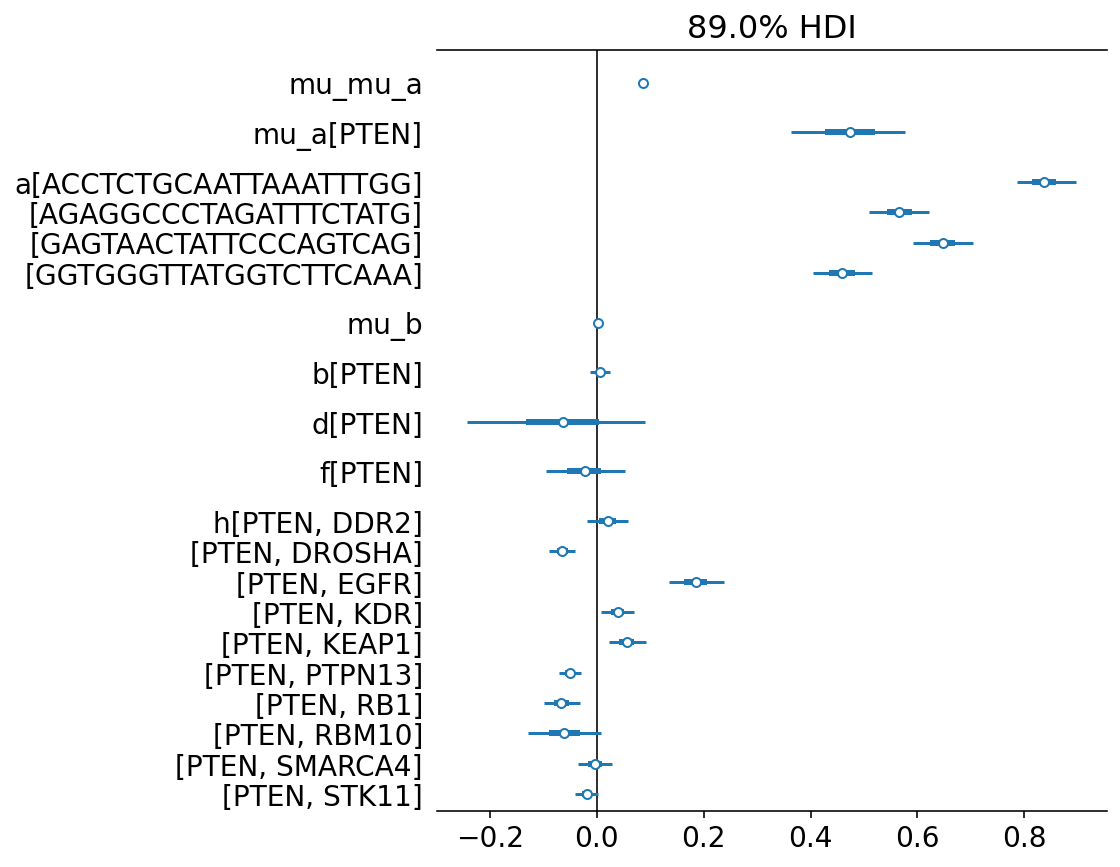 89.0% HDI
mu_mu_a
mu_a[PTEN]
a[ACCTCTGCAATTAAATTTGG]
[AGAGGCCCTAGATTTCTATG]
[GAGTAACTATTCCCAGTCAG]
[GGTGGGTTATGGTCTTCAAA]
mu_b
b[PTEN]
d[PTEN]
f[PTEN]
h[PTEN, DDR2]
[PTEN, DROSHA]
[PTEN, EGFR]
[PTEN, KDR]
[PTEN, KEAP1]
[PTEN, PTPN13]
[PTEN, RB1]
[PTEN, RBM10]
[PTEN, SMARCA4]
[PTEN, STK11]
−0.2 0.0 0.2 0.4 0.6 0.8